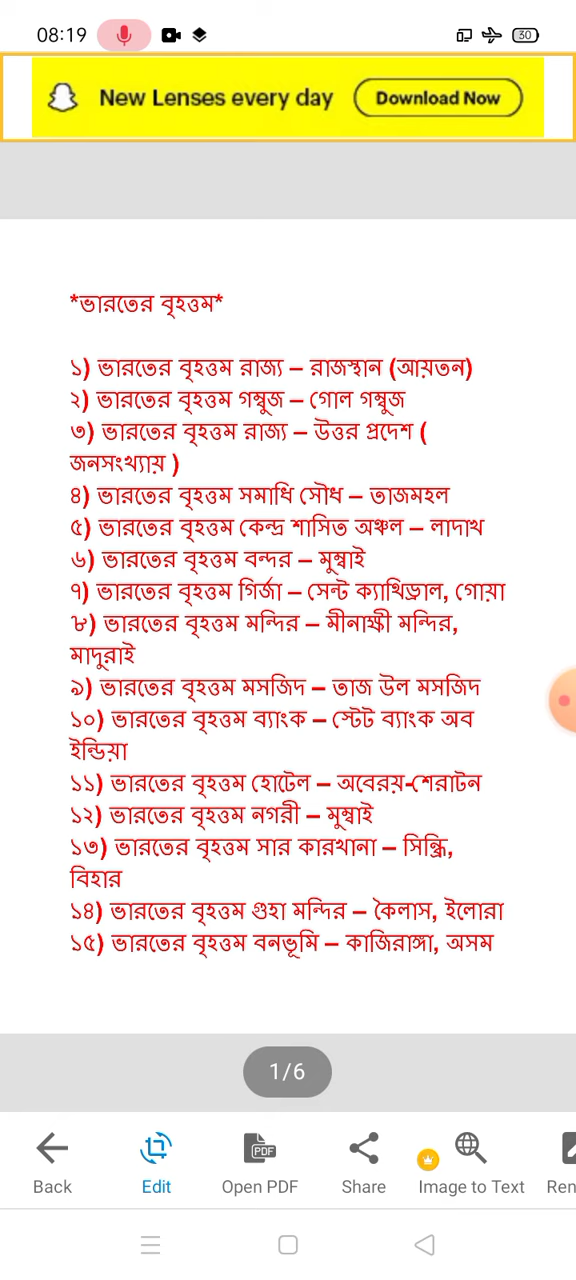 08:19
30
New Lenses every day Download Now
*ভারতের বৃহত্তম*
১) ভারতের বৃহত্তম রাজ্য – রাজস্থান (আয়তন)
২) ভারতের বৃহত্তম গম্বুজ – গোল গম্বুজ
৩) ভারতের বৃহত্তম রাজ্য – উত্তর প্রদেশ (
জনসংখ্যায় )
৪) ভারতের বৃহত্তম সমাধি সৌধ – তাজমহল
৫) ভারতের বৃহত্তম কেন্দ্র শাসিত অঞ্চল – লাদাখ
৬) ভারতের বৃহত্তম বন্দর – মুম্বাই
৭) ভারতের বৃহত্তম গির্জা – সেন্ট ক্যাথিড্রাল, গোয়া
৮) ভারতের বৃহত্তম মন্দির – মীনাক্ষী মন্দির,
মাদুরাই
৯) ভারতের বৃহত্তম মসজিদ – তাজ উল মসজিদ
১০) ভারতের বৃহত্তম ব্যাংক – স্টেট ব্যাংক অব
ইন্ডিয়া
১১) ভারতের বৃহত্তম হোটেল – অবেরয়-শেরাটন
১২) ভারতের বৃহত্তম নগরী – মুম্বাই
১৩) ভারতের বৃহত্তম সার কারখানা – সিন্ধ্রি,
বিহার
১৪) ভারতের বৃহত্তম গুহা মন্দির – কৈলাস, ইলোরা
১৫) ভারতের বৃহত্তম বনভূমি – কাজিরাঙ্গা, অসম
1/6
PDF
Back Edit Open PDF Share Image to Text Ren